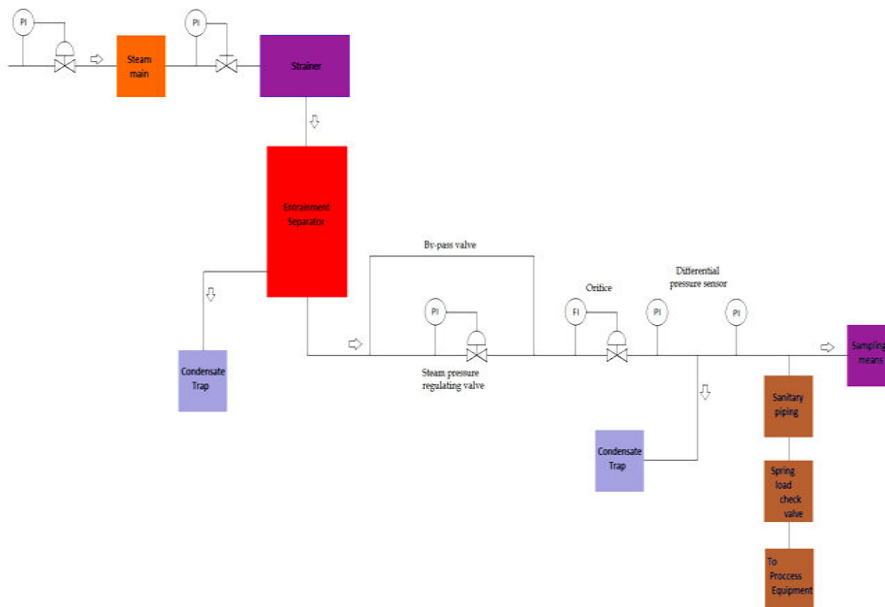 PI
PI
Steam
main
Strainer
Entrainment
Separator
By-pass valve
Differential
pressure sensor
Orifice
PI
FI
PI
PI
Sampling
means
Steam pressure
regulating valve
Condensate
Trap
Sanitary
piping
Condensate
Trap
Spring
load
check
valve
To
Proccess
Equipment